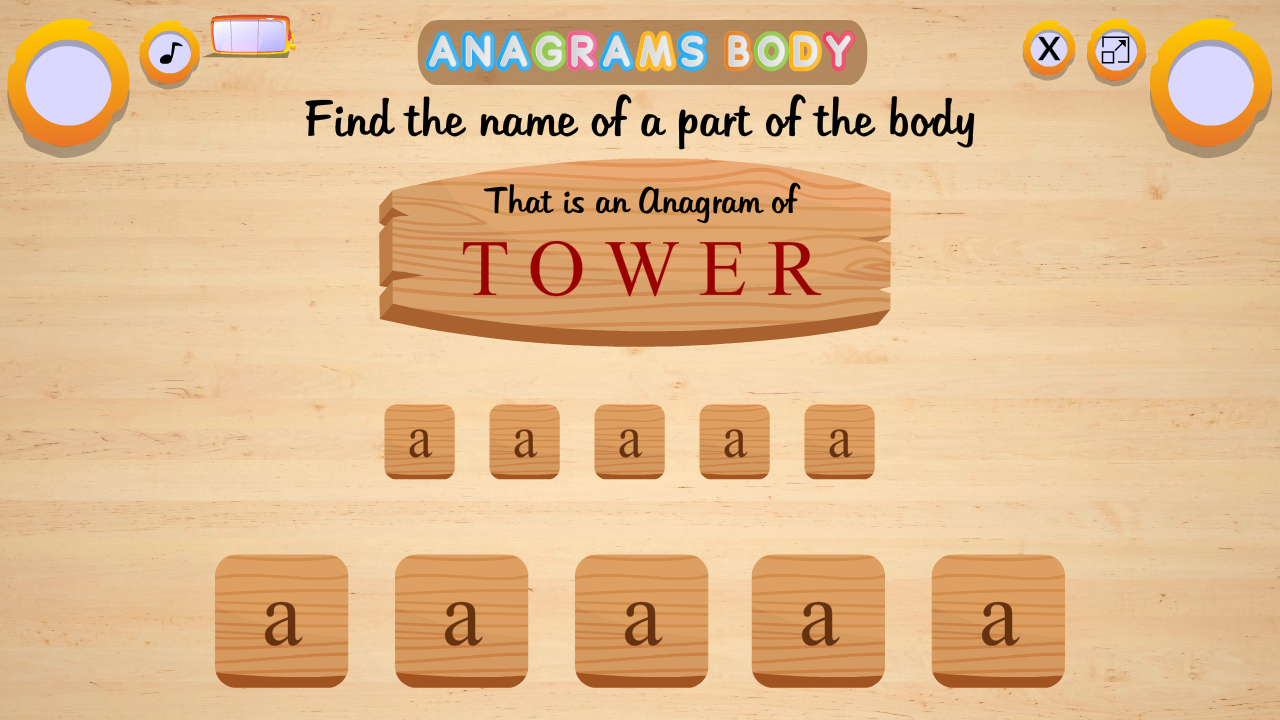 ANAGRAMS BODY
X
Find the name of a part of the body
That is an Anagram of
TOWER
a a a a a
a a a a a